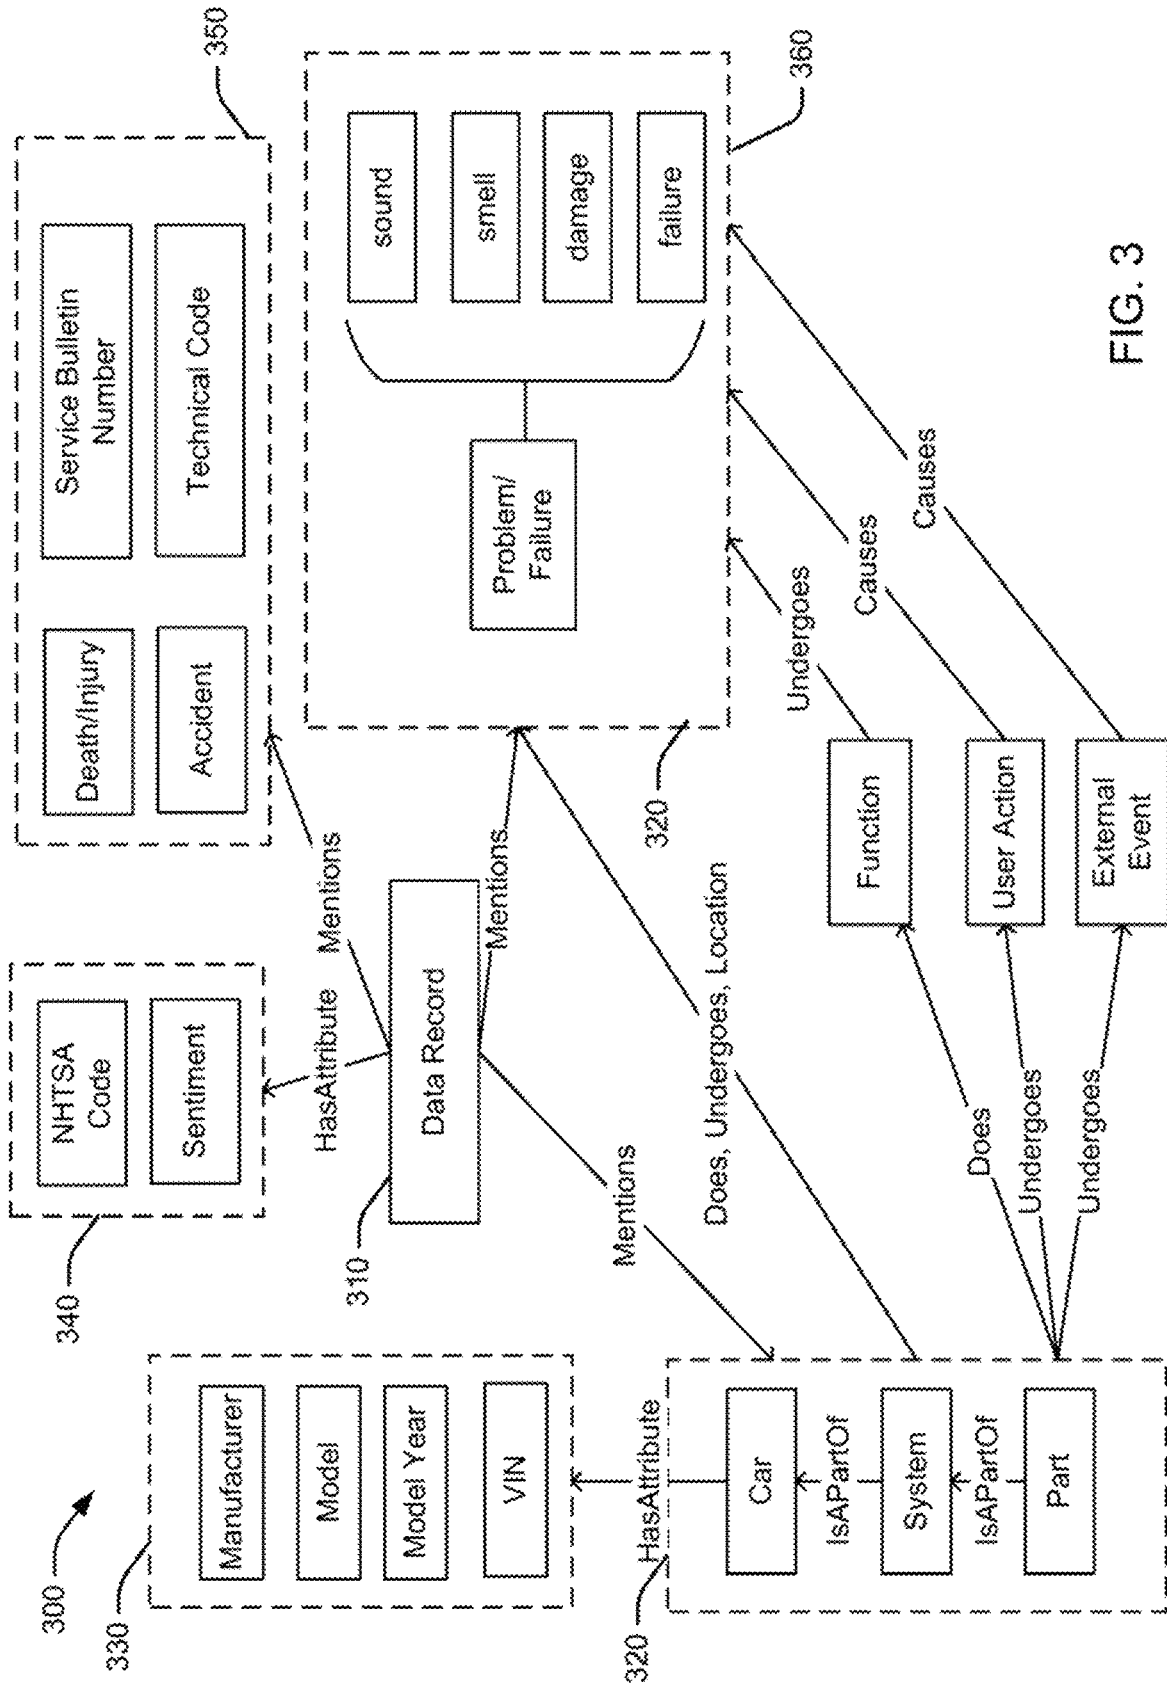 300
330
Manufacturer
Model
Model Year
VIN
340
NHTSA
Code
Sentiment
350
Death/Injury
Accident
Service Bulletin
Number
Technical Code
HasAttribute
Mentions
310
Data Record
Mentions
Mentions
320
HasAttribute
Car
IsAPartOf
System
IsAPartOf
Part
Does, Undergoes, Location
320
Problem/
Failure
sound
smell
damage
failure
360
Does
Undergoes
Undergoes
Function
User Action
External
Event
Undergoes
Causes
Causes
FIG. 3